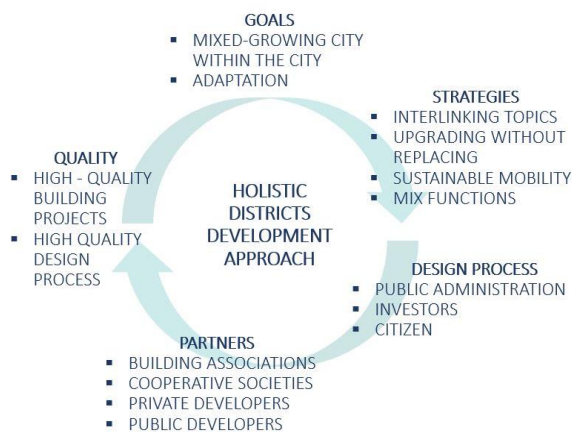 GOALS
▪ MIXED-GROWING CITY
WITHIN THE CITY
▪ ADAPTATION
STRATEGIES
▪ INTERLINKING TOPICS
▪ UPGRADING WITHOUT
REPLACING
▪ SUSTAINABLE MOBILITY
▪ MIX FUNCTIONS
DESIGN PROCESS
▪ PUBLIC ADMINISTRATION
▪ INVESTORS
▪ CITIZEN
PARTNERS
▪ BUILDING ASSOCIATIONS
▪ COOPERATIVE SOCIETIES
▪ PRIVATE DEVELOPERS
▪ PUBLIC DEVELOPERS
QUALITY
▪ HIGH - QUALITY
BUILDING
PROJECTS
▪ HIGH QUALITY
DESIGN
PROCESS
HOLISTIC
DISTRICTS
DEVELOPMENT
APPROACH